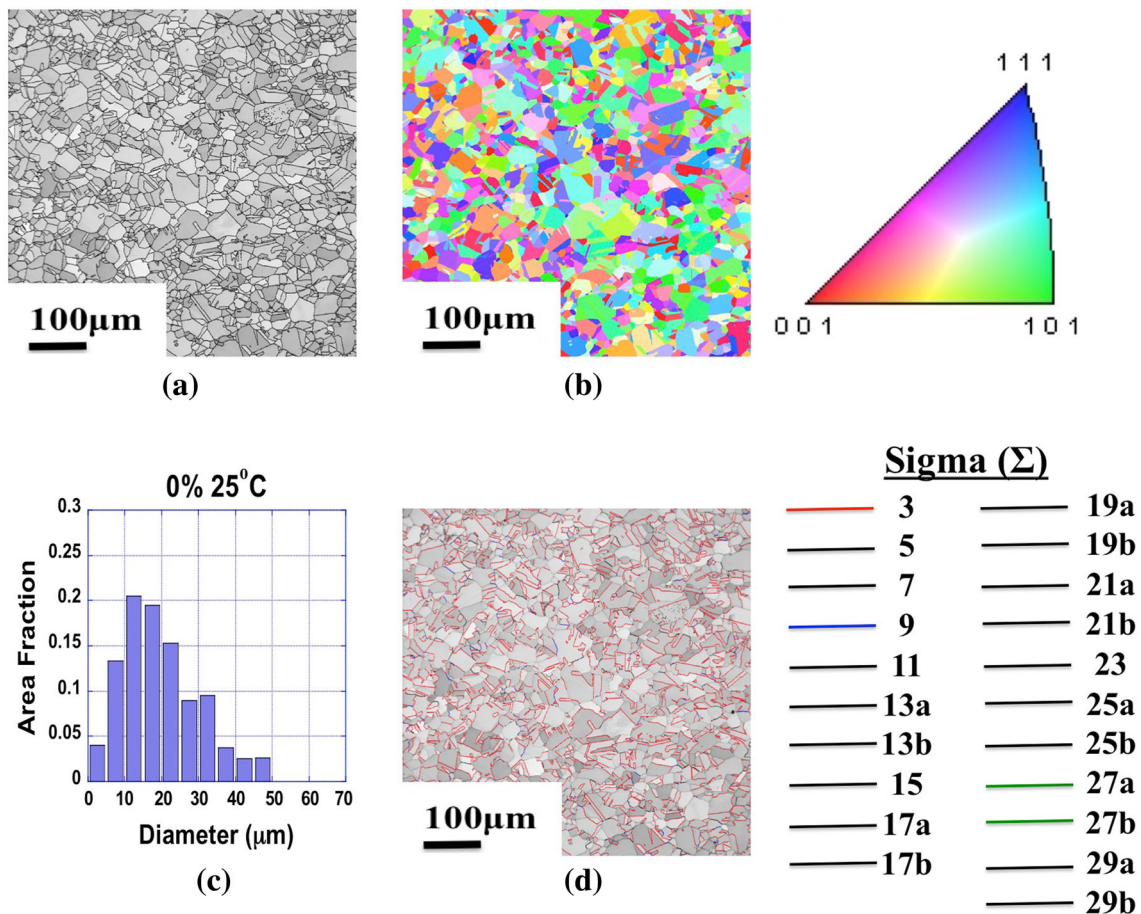 1 1 1
0 0 1
1 0 1
100μm
100μm
(a)
(b)
0% 25⁰C
Area Fraction
0.3
0.25
0.2
0.15
0.1
0.05
0
0 10 20 30 40 50 60 70
Diameter (μm)
(c)
100μm
(d)
Sigma (Σ)
3
5
7
9
11
13a
13b
15
17a
17b
19a
19b
21a
21b
23
25a
25b
27a
27b
29a
29b